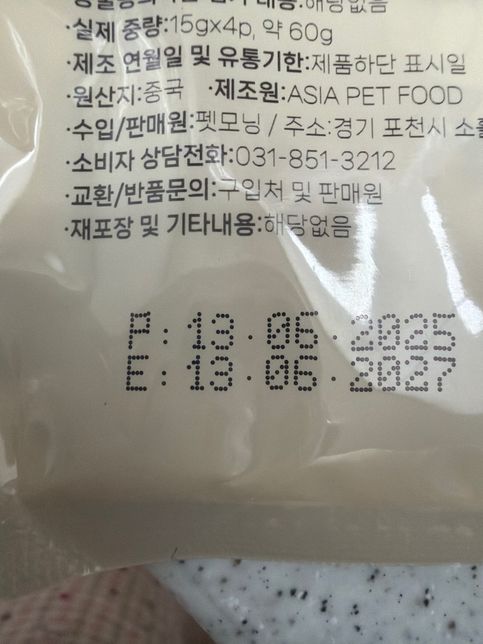 ·실제 중량:15gx4p, 약 60g
·제조 연월일 및 유통기한:제품하단 표시일
·원산지:중국 ·제조원:ASIA PET FOOD
·수입/판매원:펫모닝 / 주소:경기 포천시
·소비자 상담전화:031-851-3212
·교환/반품문의:구입처 및 판매원
·재포장 및 기타내용:해당없음
P:13.06.2025
E:13.06.2027